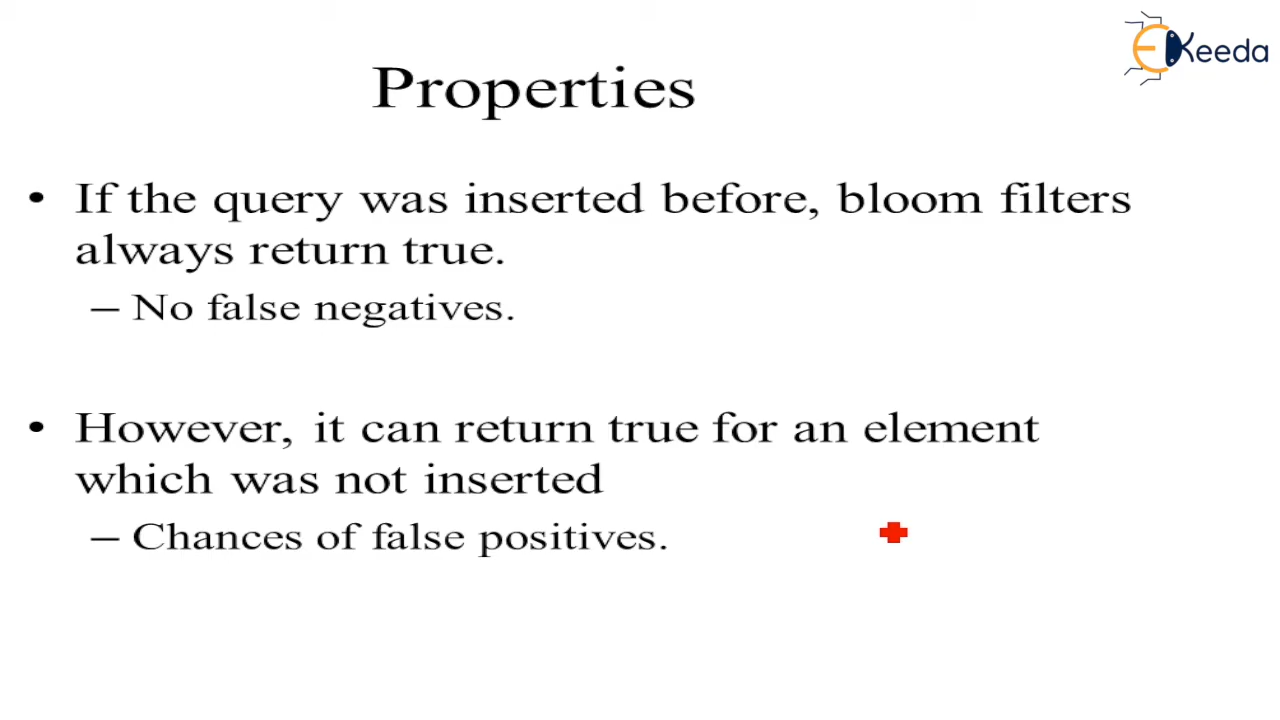 EKeeda
Properties
• If the query was inserted before, bloom filters
always return true.
– No false negatives.
• However, it can return true for an element
which was not inserted
– Chances of false positives.